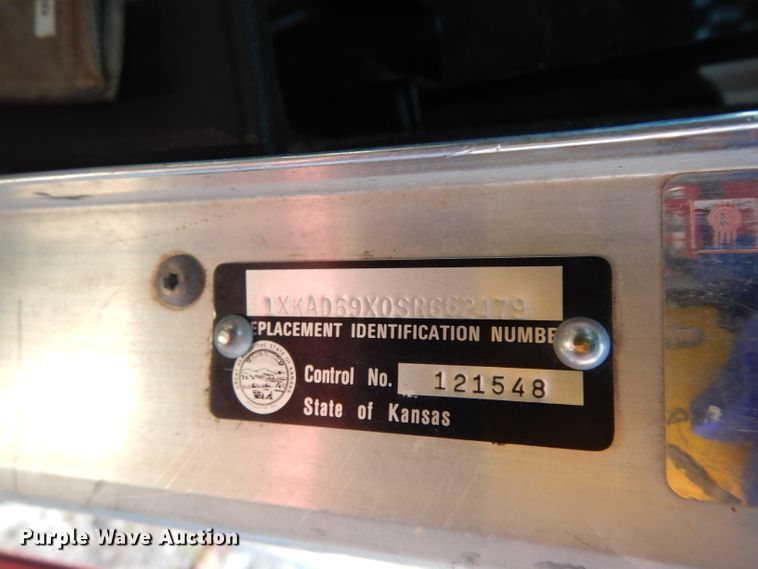 1XKAD69X0SR662479
EPLACEMENT IDENTIFICATION NUMBE
Control No. 121548
State of Kansas
Purple Wave Auction